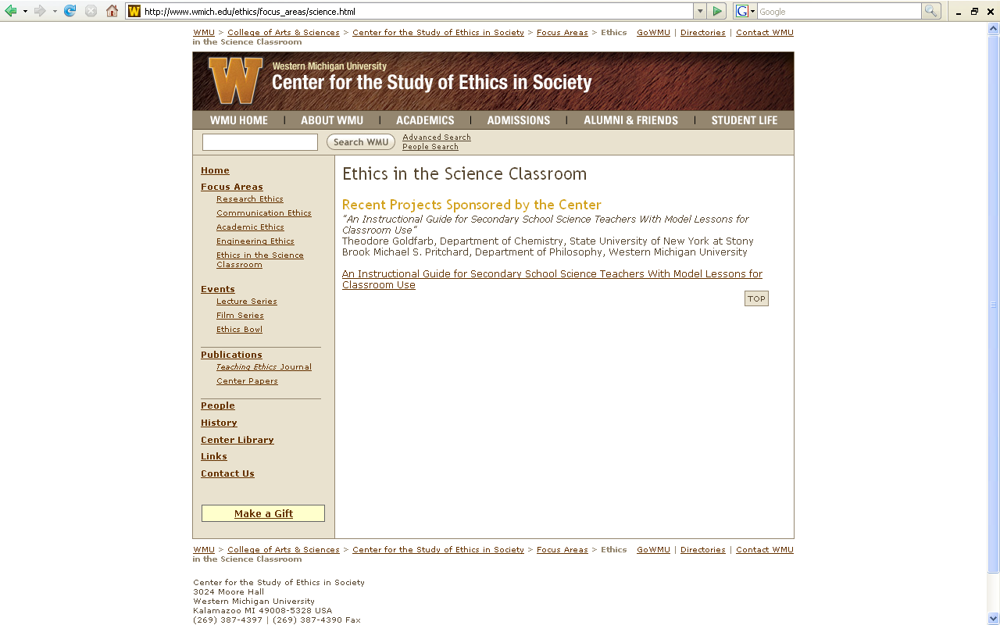 http://www.wmich.edu/ethics/focus_areas/science.html
Google
WMU > College of Arts & Sciences > Center for the Study of Ethics in Society > Focus Areas > Ethics in the Science Classroom
GoWMU | Directories | Contact WMU
W
Western Michigan University
Center for the Study of Ethics in Society
WMU HOME | ABOUT WMU | ACADEMICS | ADMISSIONS | ALUMNI & FRIENDS | STUDENT LIFE
Search WMU
Advanced Search
People Search
Home
Focus Areas
Research Ethics
Communication Ethics
Academic Ethics
Engineering Ethics
Ethics in the Science
Classroom
Events
Lecture Series
Film Series
Ethics Bowl
Publications
Teaching Ethics Journal
Center Papers
People
History
Center Library
Links
Contact Us
Make a Gift
Ethics in the Science Classroom
Recent Projects Sponsored by the Center
"An Instructional Guide for Secondary School Science Teachers With Model Lessons for
Classroom Use"
Theodore Goldfarb, Department of Chemistry, State University of New York at Stony
Brook Michael S. Pritchard, Department of Philosophy, Western Michigan University
An Instructional Guide for Secondary School Science Teachers With Model Lessons for
Classroom Use
TOP
WMU > College of Arts & Sciences > Center for the Study of Ethics in Society > Focus Areas > Ethics in the Science Classroom
GoWMU | Directories | Contact WMU
Center for the Study of Ethics in Society
3024 Moore Hall
Western Michigan University
Kalamazoo MI 49008-5328 USA
(269) 387-4397 | (269) 387-4390 Fax